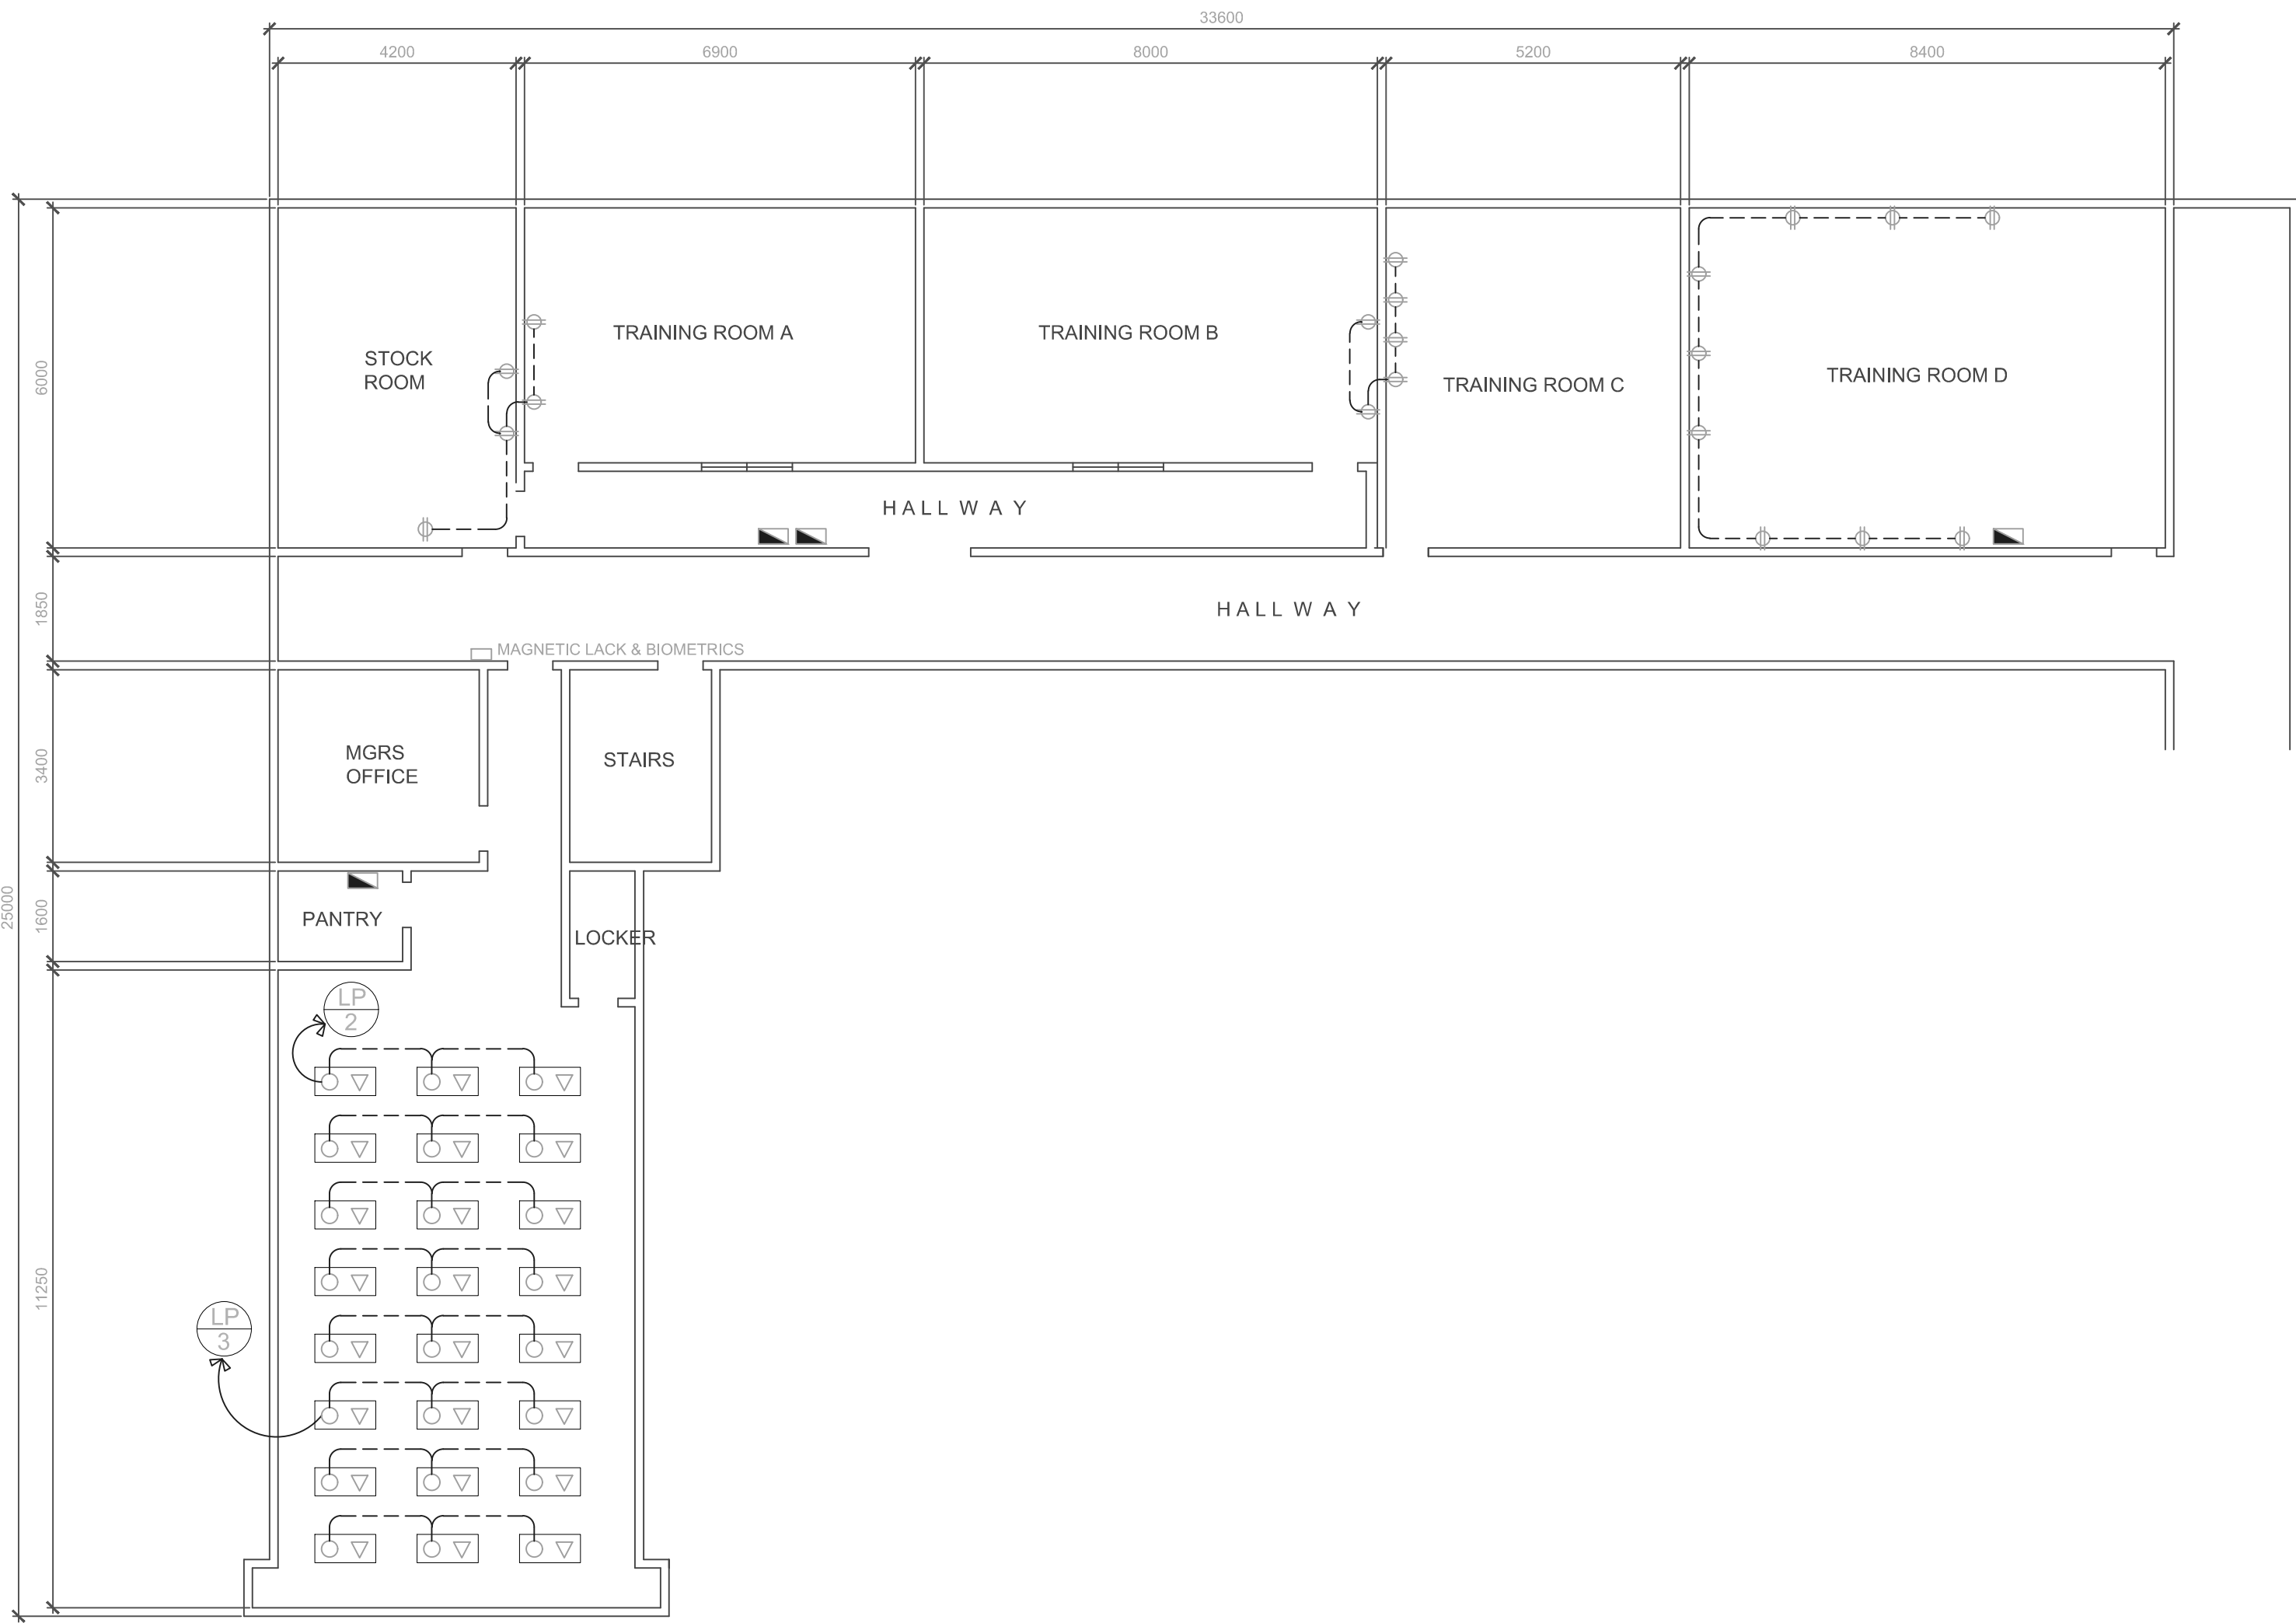 33600
4200
6900
8000
5200
8400
6000
1850
3400
1600
11250
25000
STOCK
ROOM
TRAINING ROOM A
TRAINING ROOM B
TRAINING ROOM C
TRAINING ROOM D
HALLWAY
HALLWAY
MAGNETIC LACK & BIOMETRICS
MGRS
OFFICE
STAIRS
PANTRY
LOCKER
LP
2
LP
3